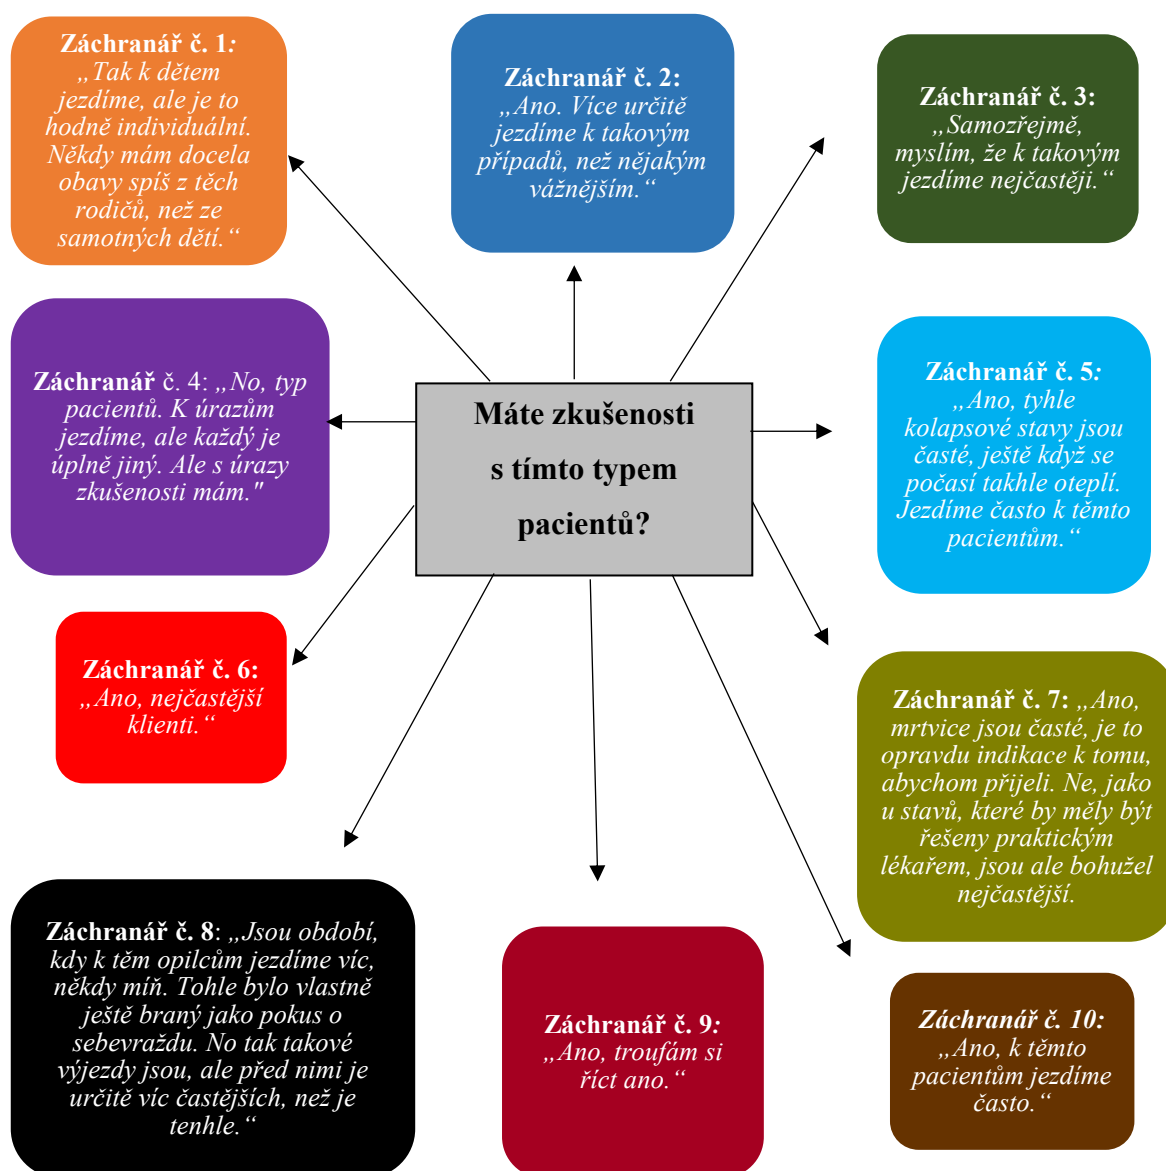 Záchranář č. 1:
„Tak k dětem
jezdíme, ale je to
hodně individuální.
Někdy mám docela
obavy spíš z těch
rodičů, než ze
samotných dětí.“
Záchranář č. 2:
„Ano. Více určitě
jezdíme k takovým
případů, než nějakým
vážnějším.“
Záchranář č. 3:
„Samozřejmě,
myslím, že k takovým
jezdíme nejčastěji.“
Záchranář č. 4: „No, typ
pacientů. K úrazům
jezdíme, ale každý je
úplně jiný. Ale s úrazy
zkušenosti mám."
Máte zkušenosti
s tímto typem
pacientů?
Záchranář č. 5:
„Ano, tyhle
kolapsové stavy jsou
časté, ještě když se
počasí takhle oteplí.
Jezdíme často k těmto
pacientům.“
Záchranář č. 6:
„Ano, nejčastější
klienti.“
Záchranář č. 7: „Ano,
mrtvice jsou časté, je to
opravdu indikace k tomu,
abychom přijeli. Ne, jako
u stavů, které by měly být
řešeny praktickým
lékařem, jsou ale bohužel
nejčastější.
Záchranář č. 8: „Jsou období,
kdy k těm opilcům jezdíme víc,
někdy míň. Tohle bylo vlastně
ještě braný jako pokus o
sebevraždu. No tak takové
výjezdy jsou, ale před nimi je
určitě víc častějších, než je
tenhle.“
Záchranář č. 9:
„Ano, troufám si
říct ano.“
Záchranář č. 10:
„Ano, k těmto
pacientům jezdíme
často.“